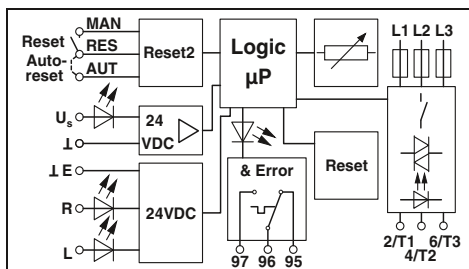 MAN
Reset
RES
Auto-
reset
AUT
Reset2
Logic
µP
L1 L2 L3
Us
⊥
24
VDC
⊥ E
R
L
24VDC
& Error
97 96 95
Reset
2/T1 6/T3
4/T2